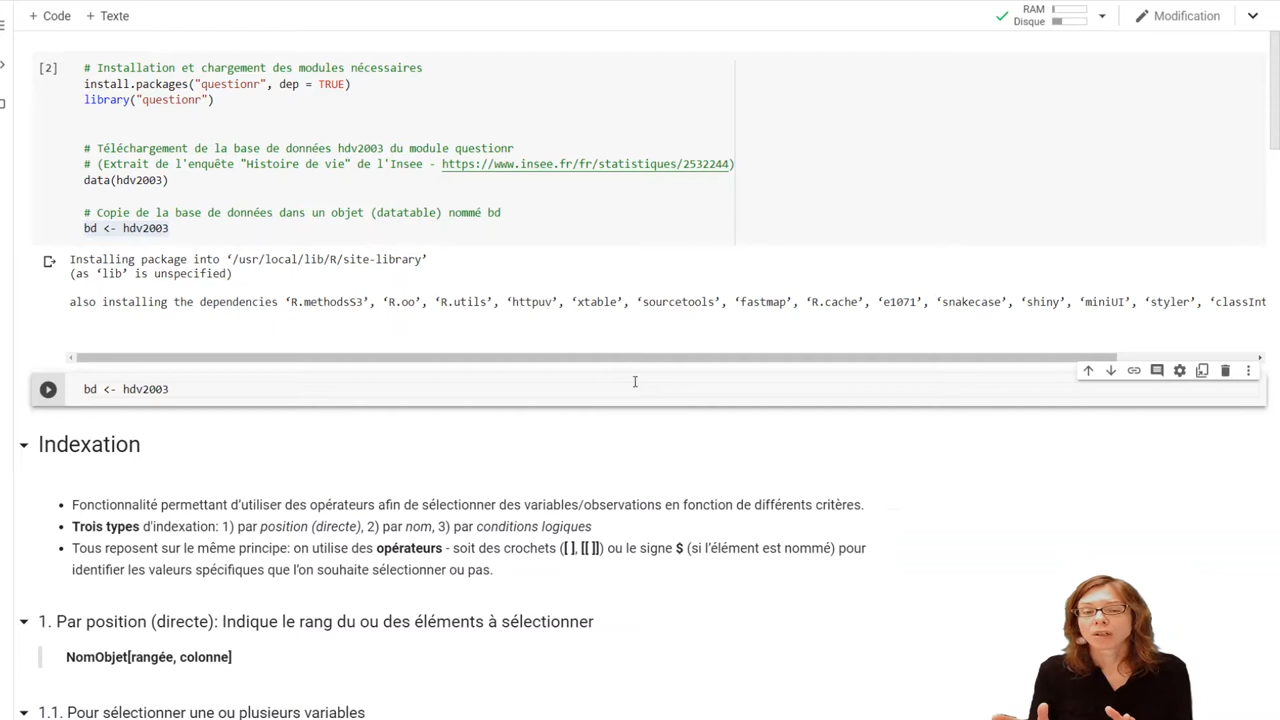 + Code + Texte
RAM
Disque
Modification
[2]
# Installation et chargement des modules nécessaires
install.packages("questionr", dep = TRUE)
library("questionr")
# Téléchargement de la base de données hdv2003 du module questionr
# (Extrait de l'enquête "Histoire de vie" de l'Insee - https://www.insee.fr/fr/statistiques/2532244)
data(hdv2003)
# Copie de la base de données dans un objet (datatable) nommé bd
bd <- hdv2003
Installing package into ‘/usr/local/lib/R/site-library’
(as ‘lib’ is unspecified)
also installing the dependencies ‘R.methodsS3’, ‘R.oo’, ‘R.utils’, ‘httpuv’, ‘xtable’, ‘sourcetools’, ‘fastmap’, ‘R.cache’, ‘e1071’, ‘snakecase’, ‘shiny’, ‘miniUI’, ‘styler’, ‘classInt
bd <- hdv2003
Indexation
• Fonctionnalité permettant d'utiliser des opérateurs afin de sélectionner des variables/observations en fonction de différents critères.
• Trois types d'indexation: 1) par position (directe), 2) par nom, 3) par conditions logiques
• Tous reposent sur le même principe: on utilise des opérateurs - soit des crochets ([ ], [[ ]]) ou le signe $ (si l'élément est nommé) pour
identifier les valeurs spécifiques que l'on souhaite sélectionner ou pas.
1. Par position (directe): Indique le rang du ou des éléments à sélectionner
NomObjet[rangée, colonne]
1.1. Pour sélectionner une ou plusieurs variables